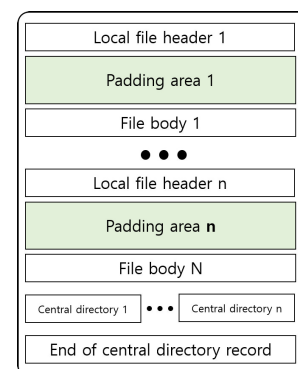 Local file header 1
Padding area 1
File body 1
● ● ●
Local file header n
Padding area n
File body N
Central directory 1 ● ● ● Central directory n
End of central directory record